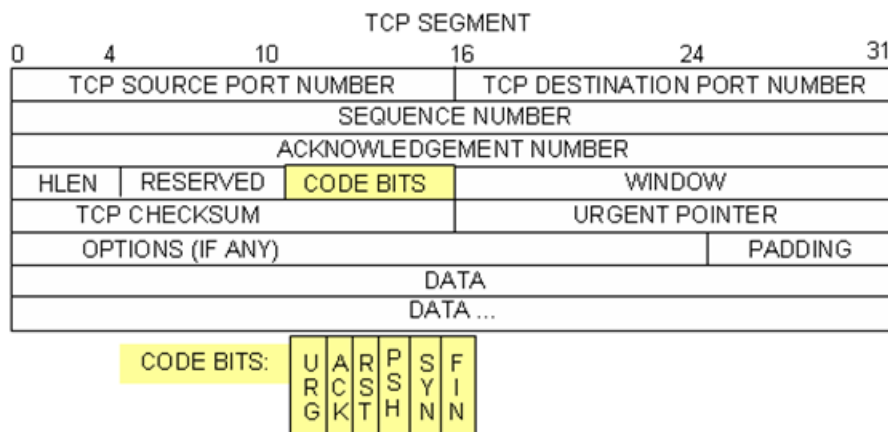 TCP SEGMENT
0 4 10 16 24 31
TCP SOURCE PORT NUMBER TCP DESTINATION PORT NUMBER
SEQUENCE NUMBER
ACKNOWLEDGEMENT NUMBER
HLEN RESERVED CODE BITS WINDOW
TCP CHECKSUM URGENT POINTER
OPTIONS (IF ANY) PADDING
DATA
DATA ...
CODE BITS: URG ACK RST PSH SYN FIN